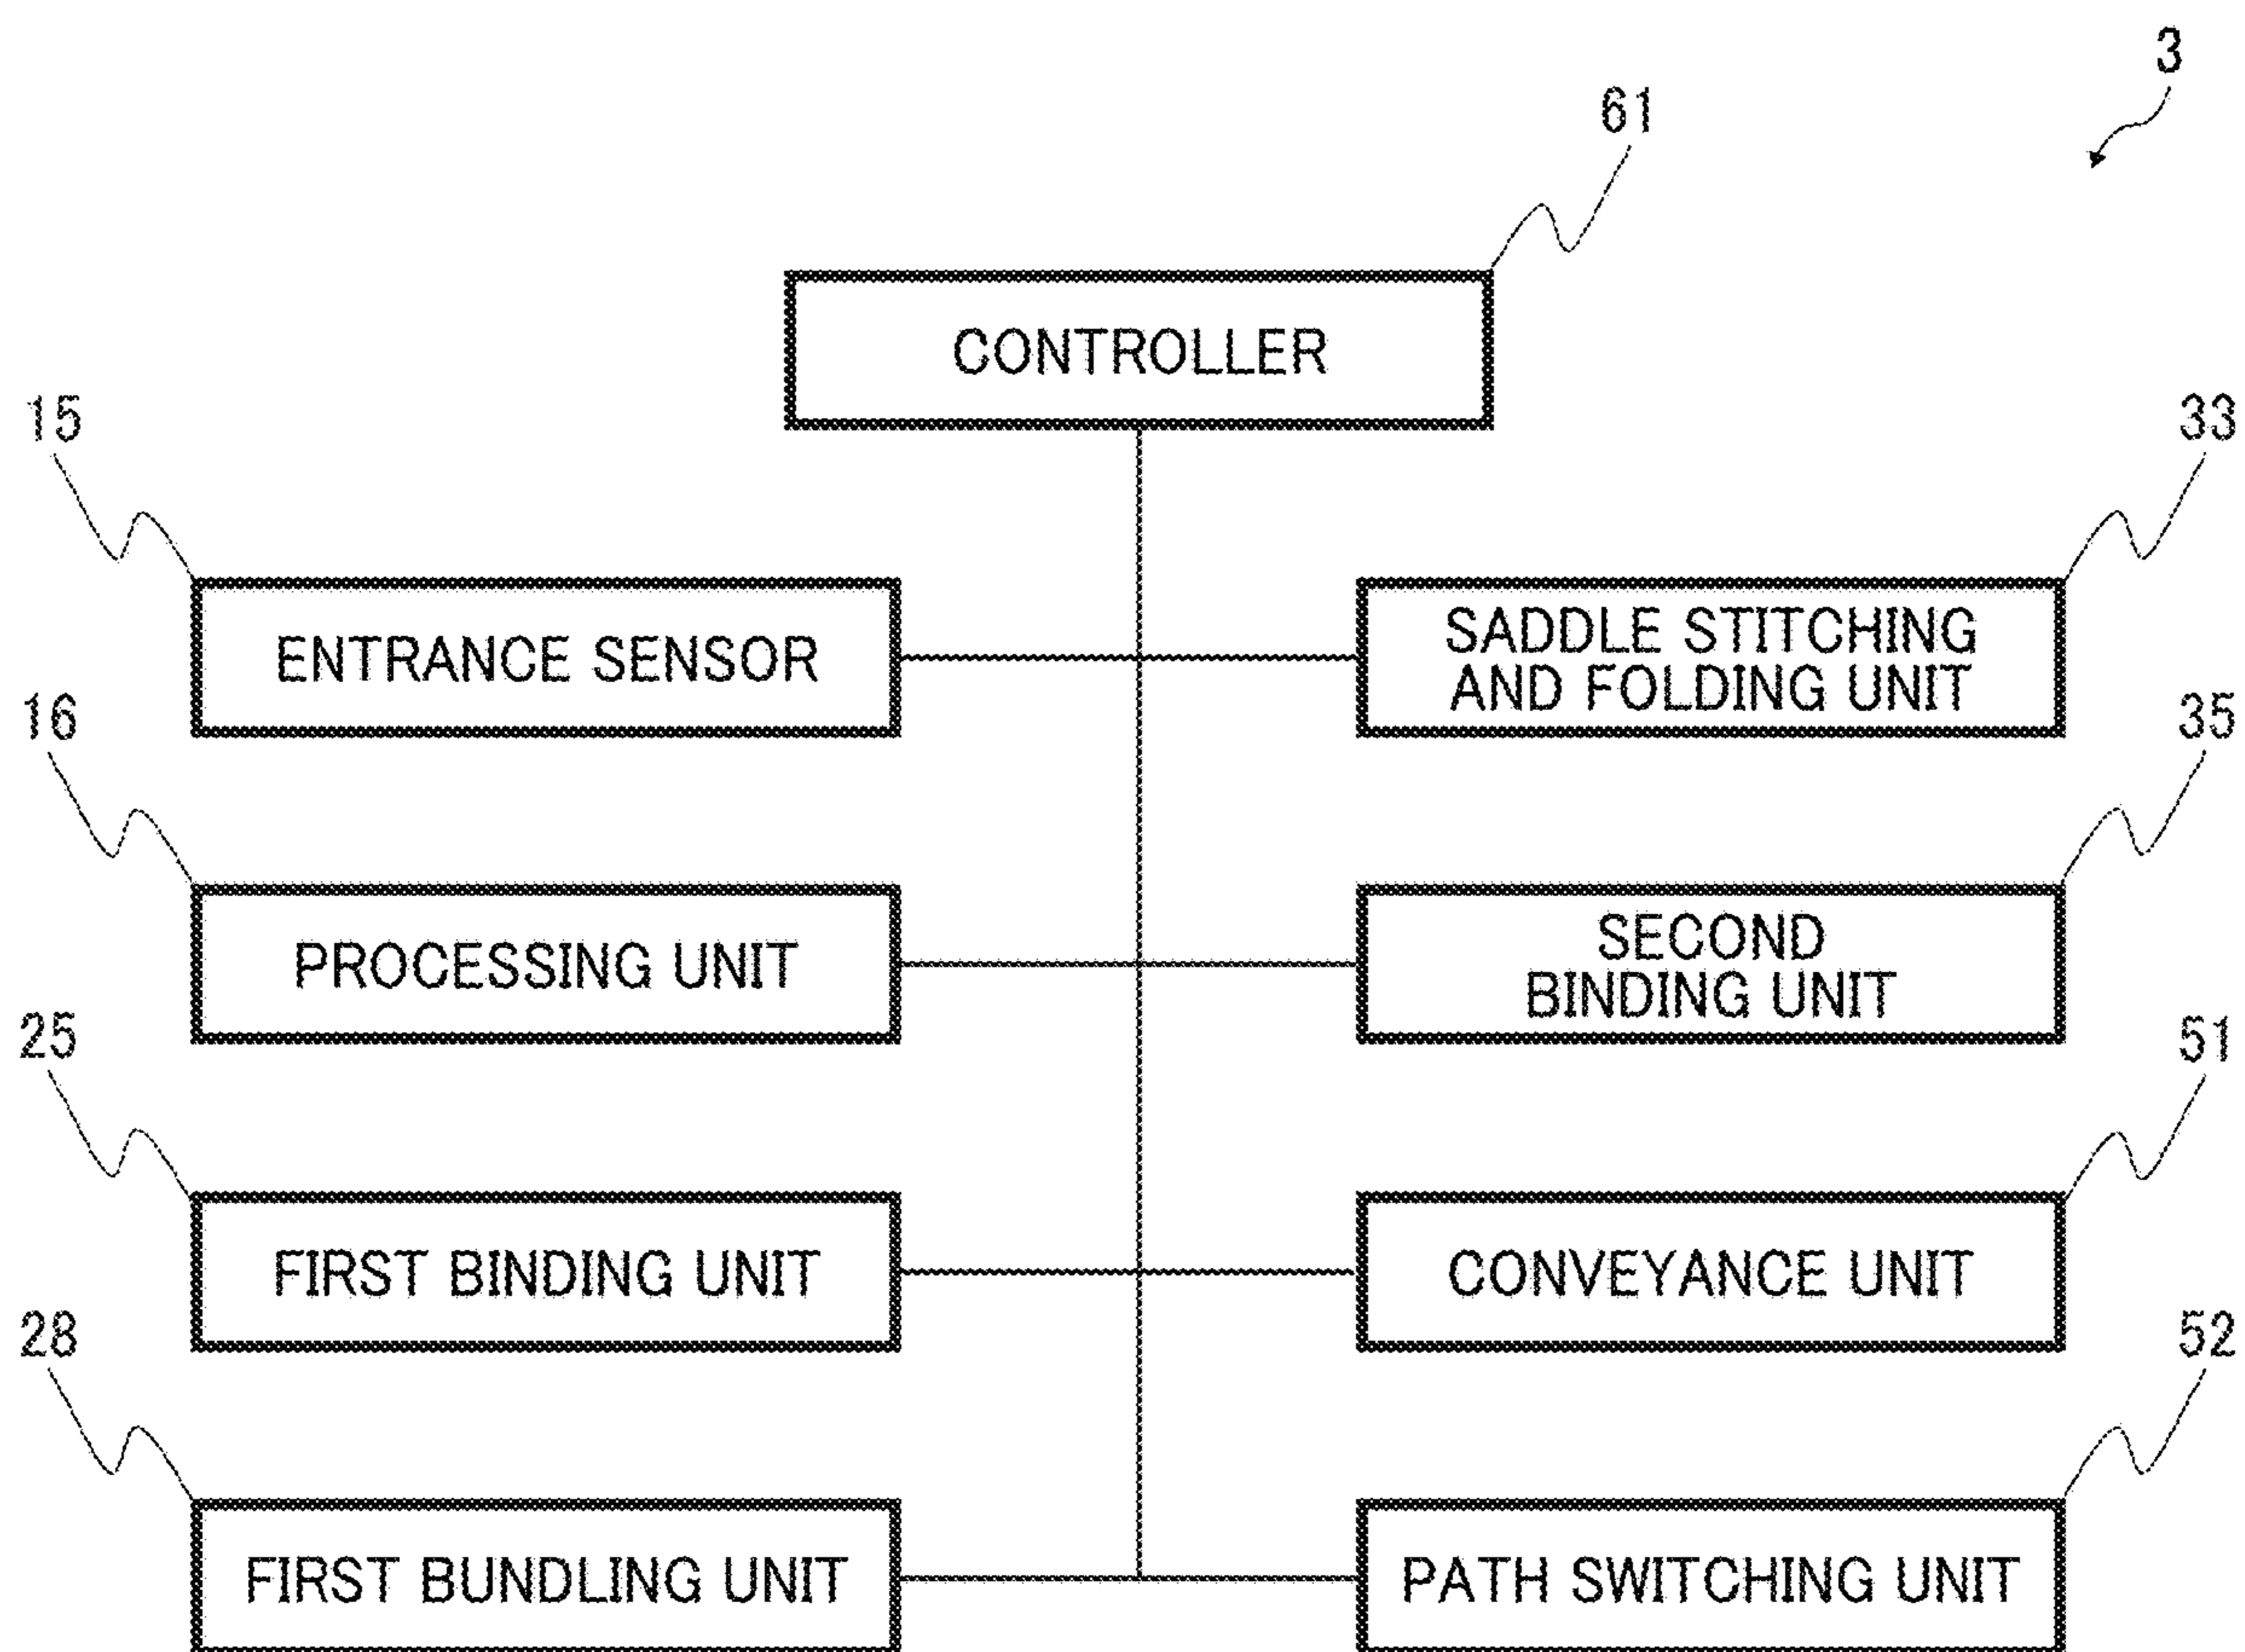 3
61
CONTROLLER
15
33
ENTRANCE SENSOR
SADDLE STITCHING
AND FOLDING UNIT
16
35
PROCESSING UNIT
SECOND
BINDING UNIT
25
51
FIRST BINDING UNIT
CONVEYANCE UNIT
28
52
FIRST BUNDLING UNIT
PATH SWITCHING UNIT